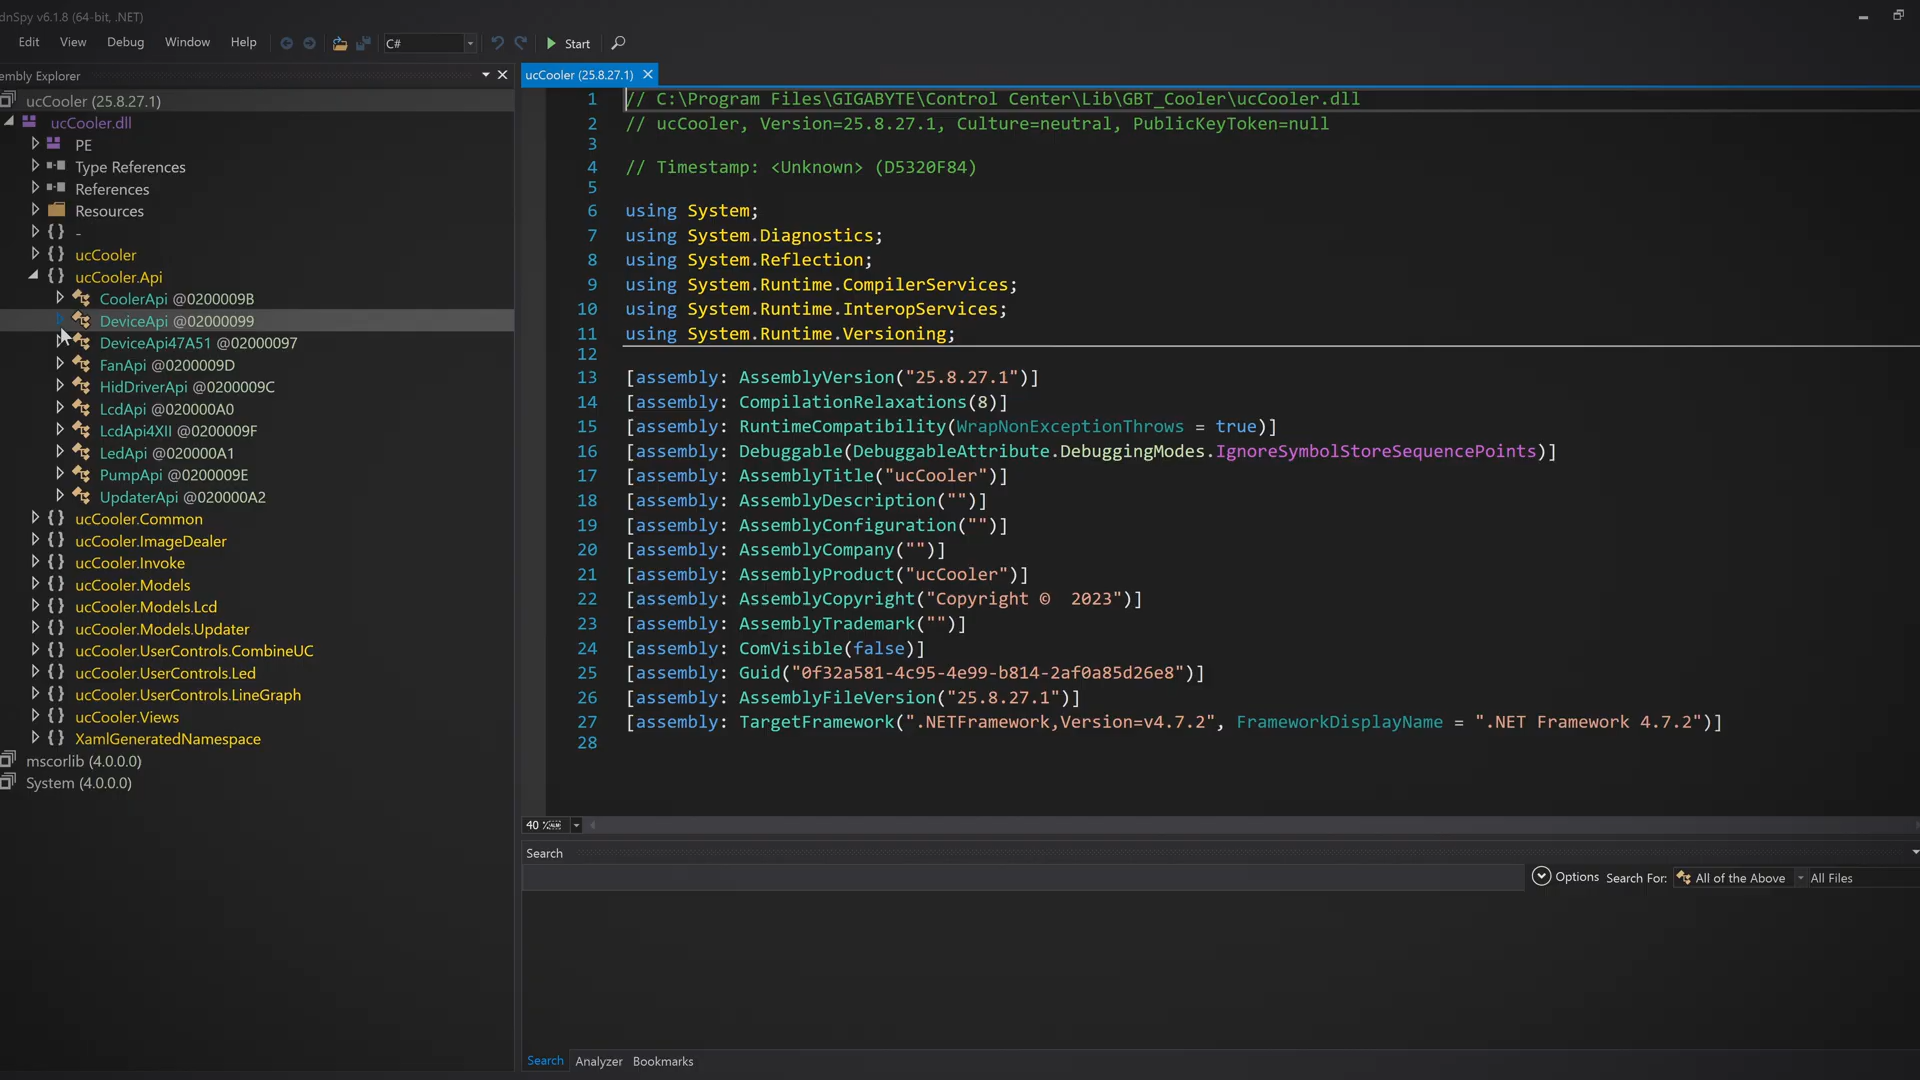 dnSpy v6.1.8 (64-bit, .NET)
Edit View Debug Window Help C# Start
embly Explorer
ucCooler (25.8.27.1)
ucCooler.dll
PE
Type References
References
Resources
{ } -
{ } ucCooler
{ } ucCooler.Api
CoolerApi @0200009B
DeviceApi @02000099
DeviceApi47A51 @02000097
FanApi @0200009D
HidDriverApi @0200009C
LcdApi @020000A0
LcdApi4XII @0200009F
LedApi @020000A1
PumpApi @0200009E
UpdaterApi @020000A2
{ } ucCooler.Common
{ } ucCooler.ImageDealer
{ } ucCooler.Invoke
{ } ucCooler.Models
{ } ucCooler.Models.Lcd
{ } ucCooler.Models.Updater
{ } ucCooler.UserControls.CombineUC
{ } ucCooler.UserControls.Led
{ } ucCooler.UserControls.LineGraph
{ } ucCooler.Views
{ } XamlGeneratedNamespace
mscorlib (4.0.0.0)
System (4.0.0.0)
ucCooler (25.8.27.1)
1 // C:\Program Files\GIGABYTE\Control Center\Lib\GBT_Cooler\ucCooler.dll
2 // ucCooler, Version=25.8.27.1, Culture=neutral, PublicKeyToken=null
3
4 // Timestamp: <Unknown> (D5320F84)
5
6 using System;
7 using System.Diagnostics;
8 using System.Reflection;
9 using System.Runtime.CompilerServices;
10 using System.Runtime.InteropServices;
11 using System.Runtime.Versioning;
12
13 [assembly: AssemblyVersion("25.8.27.1")]
14 [assembly: CompilationRelaxations(8)]
15 [assembly: RuntimeCompatibility(WrapNonExceptionThrows = true)]
16 [assembly: Debuggable(DebuggableAttribute.DebuggingModes.IgnoreSymbolStoreSequencePoints)]
17 [assembly: AssemblyTitle("ucCooler")]
18 [assembly: AssemblyDescription("")]
19 [assembly: AssemblyConfiguration("")]
20 [assembly: AssemblyCompany("")]
21 [assembly: AssemblyProduct("ucCooler")]
22 [assembly: AssemblyCopyright("Copyright ©  2023")]
23 [assembly: AssemblyTrademark("")]
24 [assembly: ComVisible(false)]
25 [assembly: Guid("0f32a581-4c95-4e99-b814-2af0a85d26e8")]
26 [assembly: AssemblyFileVersion("25.8.27.1")]
27 [assembly: TargetFramework(".NETFramework,Version=v4.7.2", FrameworkDisplayName = ".NET Framework 4.7.2")]
28
40 %
Search
Options Search For: All of the Above All Files
Search Analyzer Bookmarks